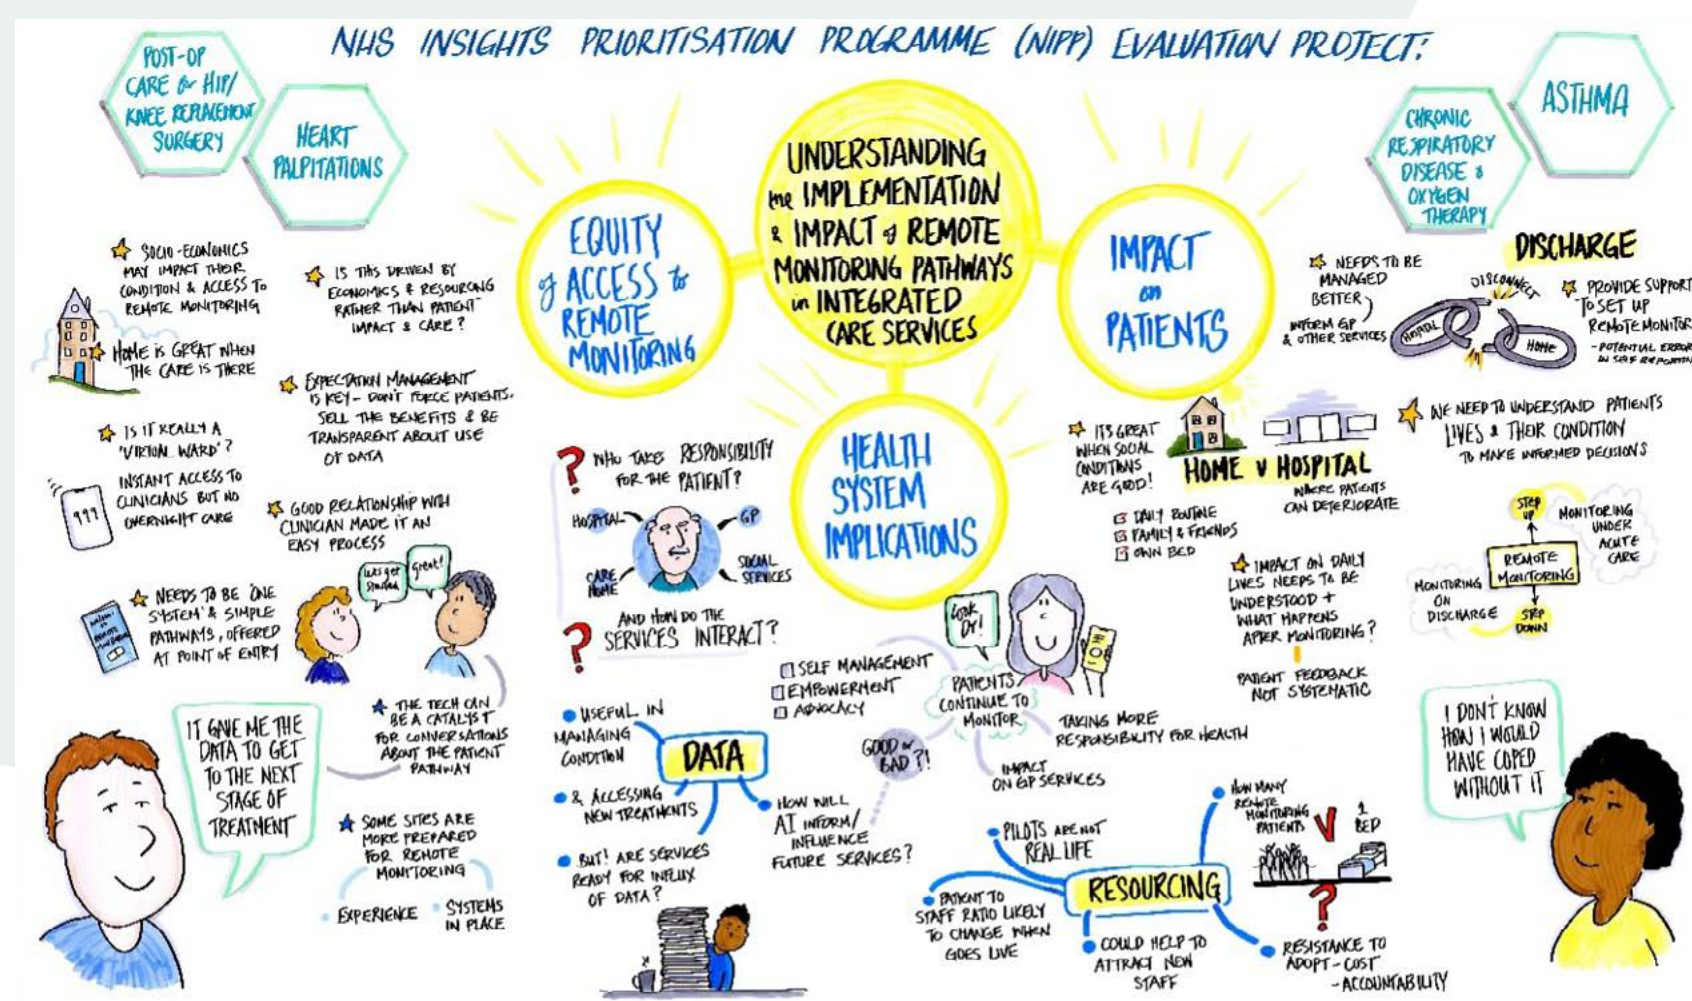 NHS INSIGHTS PRIORITISATION PROGRAMME (NIPP) EVALUATION PROJECT:
POST-OP
CARE for HIP/
KNEE REPLACEMENT
SURGERY
HEART
PALPITATIONS
EQUITY
of ACCESS to
REMOTE
MONITORING
UNDERSTANDING
the IMPLEMENTATION
& IMPACT of REMOTE
MONITORING PATHWAYS
in INTEGRATED
CARE SERVICES
IMPACT
on
PATIENTS
HEALTH
SYSTEM
IMPLICATIONS
CHRONIC
RESPIRATORY
DISEASE &
OXYGEN
THERAPY
ASTHMA
SOCIO-ECONOMICS
MAY IMPACT THEIR
CONDITION & ACCESS TO
REMOTE MONITORING
HOME IS GREAT WHEN
THE CARE IS THERE
IS IT REALLY A
'VIRTUAL WARD'?
INSTANT ACCESS TO
CLINICIANS BUT NO
OVERNIGHT CARE
999
NEEDS TO BE 'ONE
SYSTEM' & SIMPLE
PATHWAYS, OFFERED
AT POINT OF ENTRY
IS THIS DRIVEN BY
ECONOMICS & RESOURCING
RATHER THAN PATIENT
IMPACT & CARE?
EXPECTATION MANAGEMENT
IS KEY - DON'T FORCE PATIENTS,
SELL THE BENEFITS & BE
TRANSPARENT ABOUT USE
OF DATA
GOOD RELATIONSHIP WITH
CLINICIAN MADE IT AN
EASY PROCESS
Let's get
started
Great!
THE TECH CAN
BE A CATALYST
FOR CONVERSATIONS
ABOUT THE PATIENT
PATHWAY
IT GAVE ME THE
DATA TO GET
TO THE NEXT
STAGE OF
TREATMENT
SOME SITES ARE
MORE PREPARED
FOR REMOTE
MONITORING
EXPERIENCE
SYSTEMS
IN PLACE
? WHO TAKES RESPONSIBILITY
FOR THE PATIENT?
HOSPITAL
GP
CARE
HOME
SOCIAL
SERVICES
? AND HOW DO THE
SERVICES INTERACT?
SELF MANAGEMENT
EMPOWERMENT
ADVOCACY
Look
Dr!
PATIENTS
CONTINUE TO
MONITOR
TAKING MORE
RESPONSIBILITY FOR HEALTH
IMPACT
ON GP SERVICES
GOOD or
BAD?!
DATA
USEFUL IN
MANAGING
CONDITION
& ACCESSING
NEW TREATMENTS
BUT! ARE SERVICES
READY FOR INFLUX
OF DATA?
HOW WILL
AI INFORM/
INFLUENCE
FUTURE SERVICES?
RESOURCING
PILOTS ARE NOT
REAL LIFE
PATIENT TO
STAFF RATIO LIKELY
TO CHANGE WHEN
GOES LIVE
COULD HELP TO
ATTRACT NEW
STAFF
HOW MANY
REMOTE
MONITORING
PATIENTS
V
1
BED
?
RESISTANCE TO
ADOPT - COST
- ACCOUNTABILITY
IT'S GREAT
WHEN SOCIAL
CONDITIONS
ARE GOOD!
HOME V HOSPITAL
WHERE PATIENTS
CAN DETERIORATE
DAILY ROUTINE
FAMILY & FRIENDS
OWN BED
IMPACT ON DAILY
LIVES NEEDS TO BE
UNDERSTOOD +
WHAT HAPPENS
AFTER MONITORING?
PATIENT FEEDBACK
NOT SYSTEMATIC
DISCHARGE
NEEDS TO BE
MANAGED
BETTER
INFORM GP
& OTHER SERVICES
DISCONNECT
HOSPITAL
HOME
PROVIDE SUPPORT
TO SET UP
REMOTE MONITOR
- POTENTIAL ERROR
IN SELF REPORTIN
WE NEED TO UNDERSTAND PATIENTS
LIVES & THEIR CONDITION
TO MAKE INFORMED DECISIONS
STEP
UP
MONITORING
UNDER
ACUTE
CARE
REMOTE
MONITORING
MONITORING
ON
DISCHARGE
STEP
DOWN
I DON'T KNOW
HOW I WOULD
HAVE COPED
WITHOUT IT